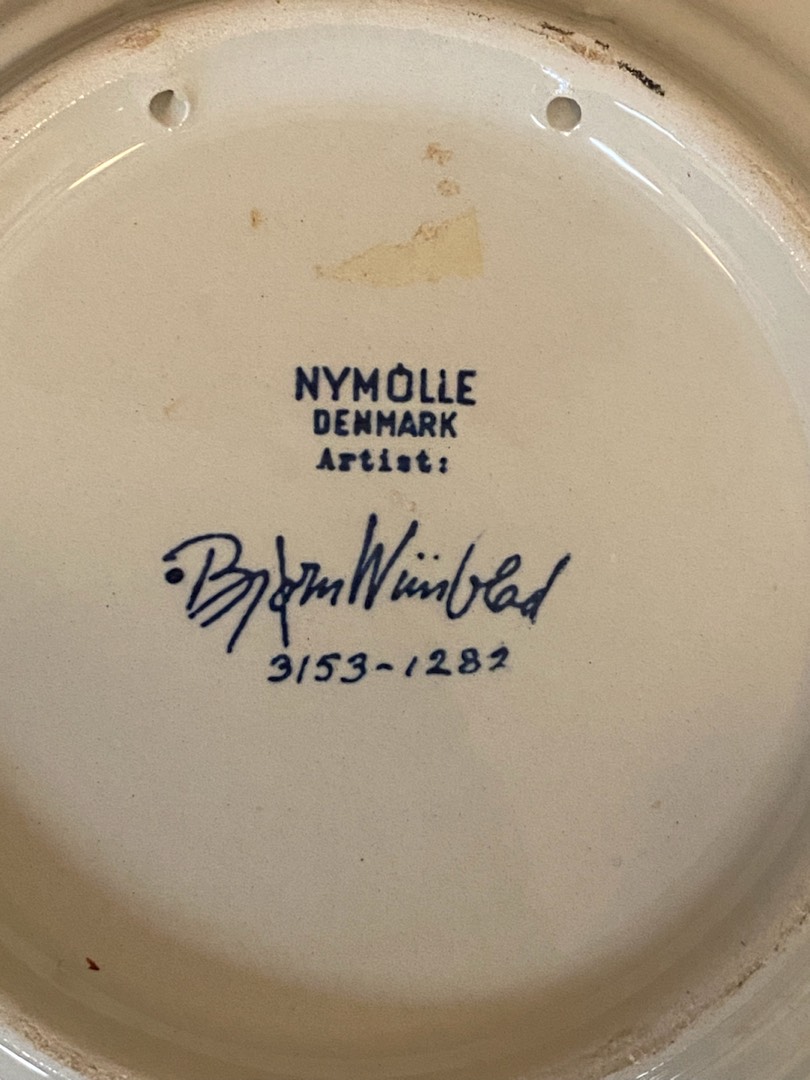 NYMÖLLE
DENMARK
Artist:
Bjørn Wiinblad
3153-1282